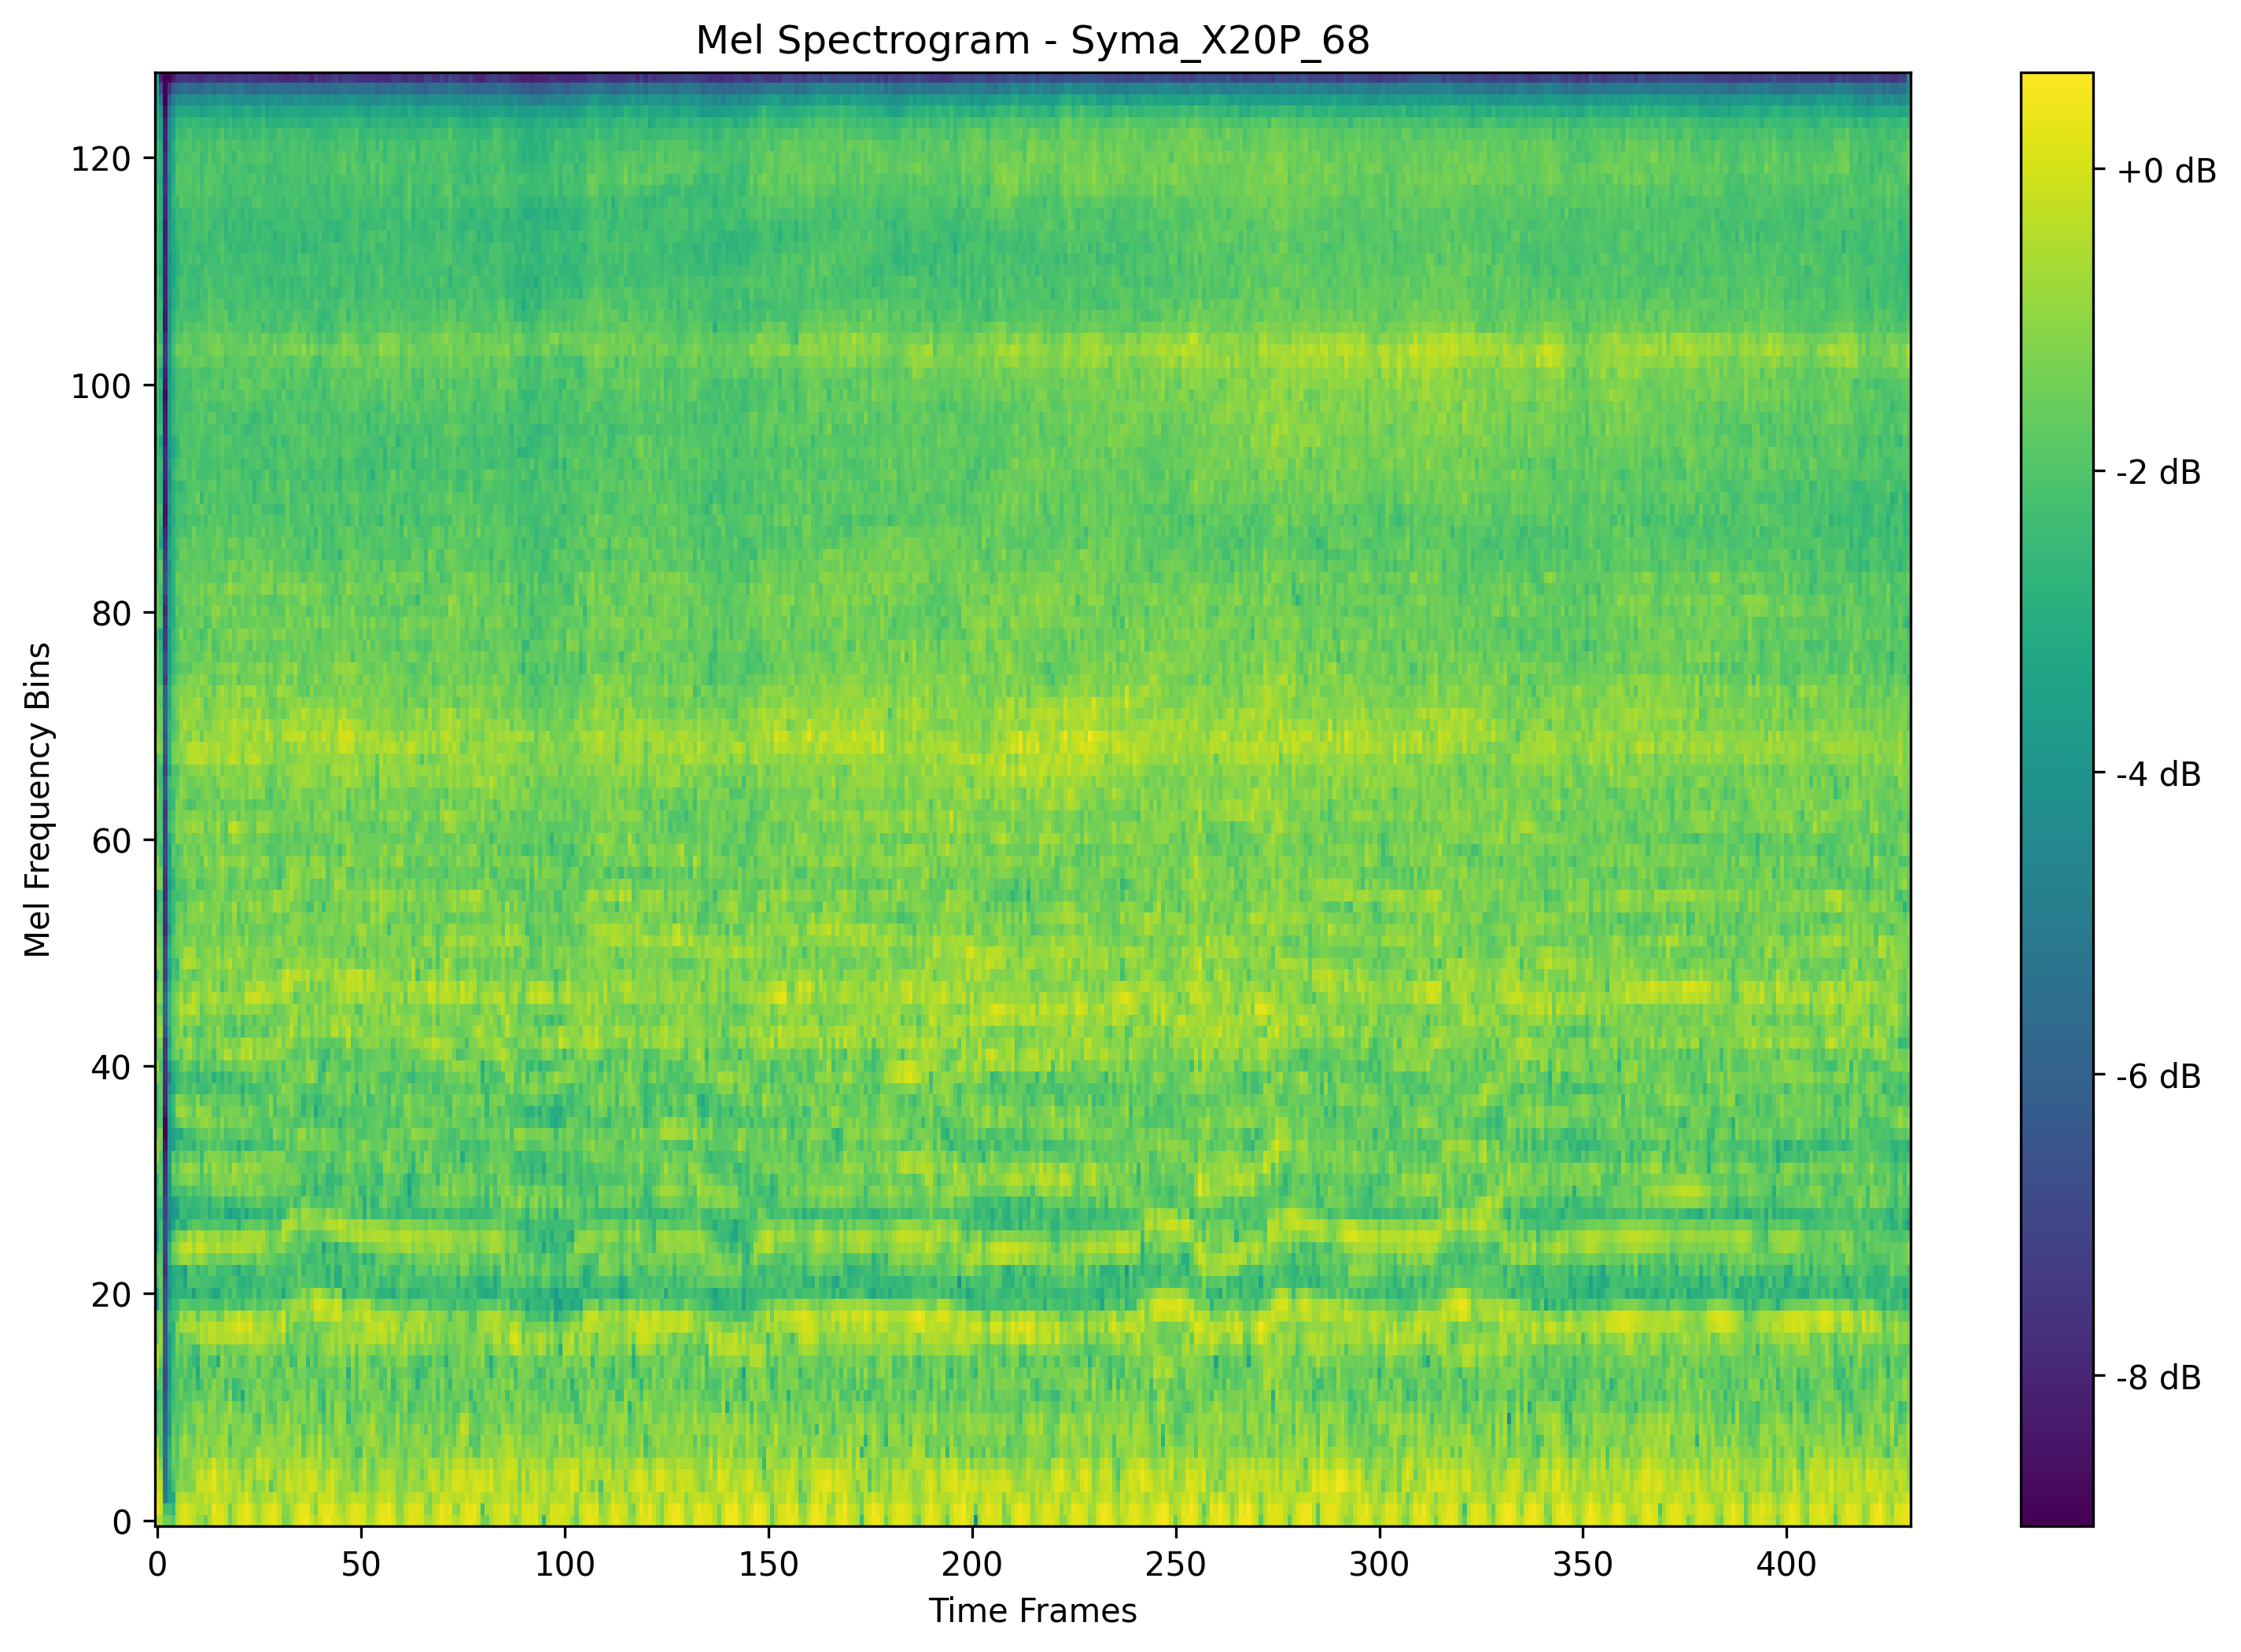 Mel Spectrogram - Syma_X20P_68
Mel Frequency Bins
120
100
80
60
40
20
0
0 50 100 150 200 250 300 350 400
Time Frames
+0 dB
-2 dB
-4 dB
-6 dB
-8 dB